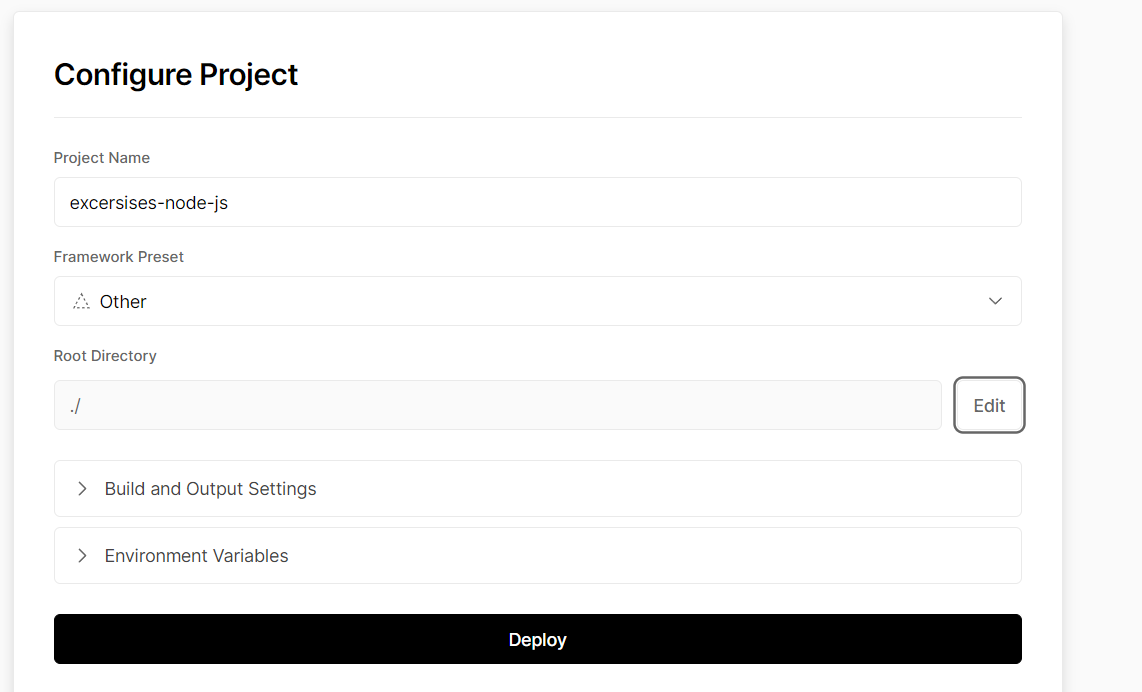 Configure Project
Project Name
excersises-node-js
Framework Preset
Other
Root Directory
./
Edit
Build and Output Settings
Environment Variables
Deploy